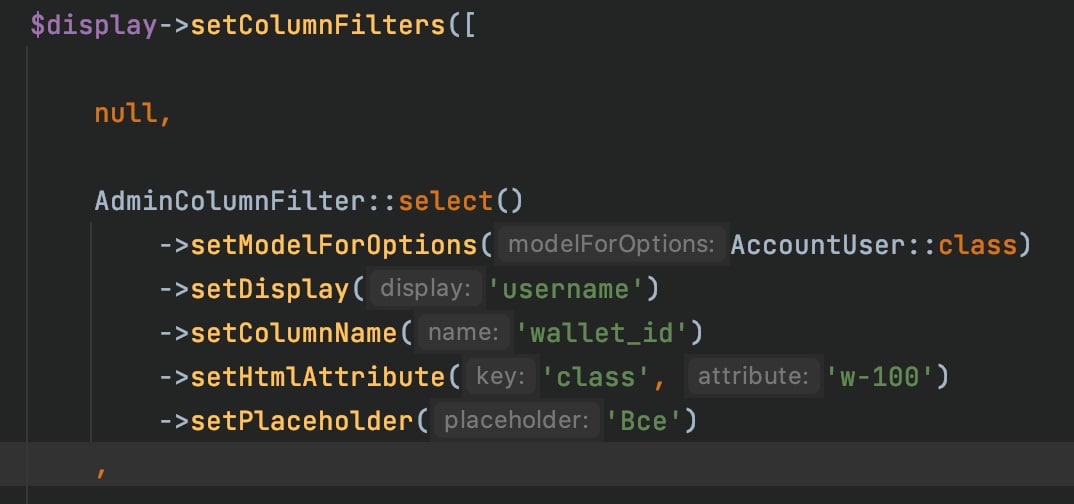 $display->setColumnFilters([
null,
AdminColumnFilter::select()
->setModelForOptions( modelForOptions: AccountUser::class)
->setDisplay( display: 'username')
->setColumnName( name: 'wallet_id')
->setHtmlAttribute( key: 'class', attribute: 'w-100')
->setPlaceholder( placeholder: 'Все')
,